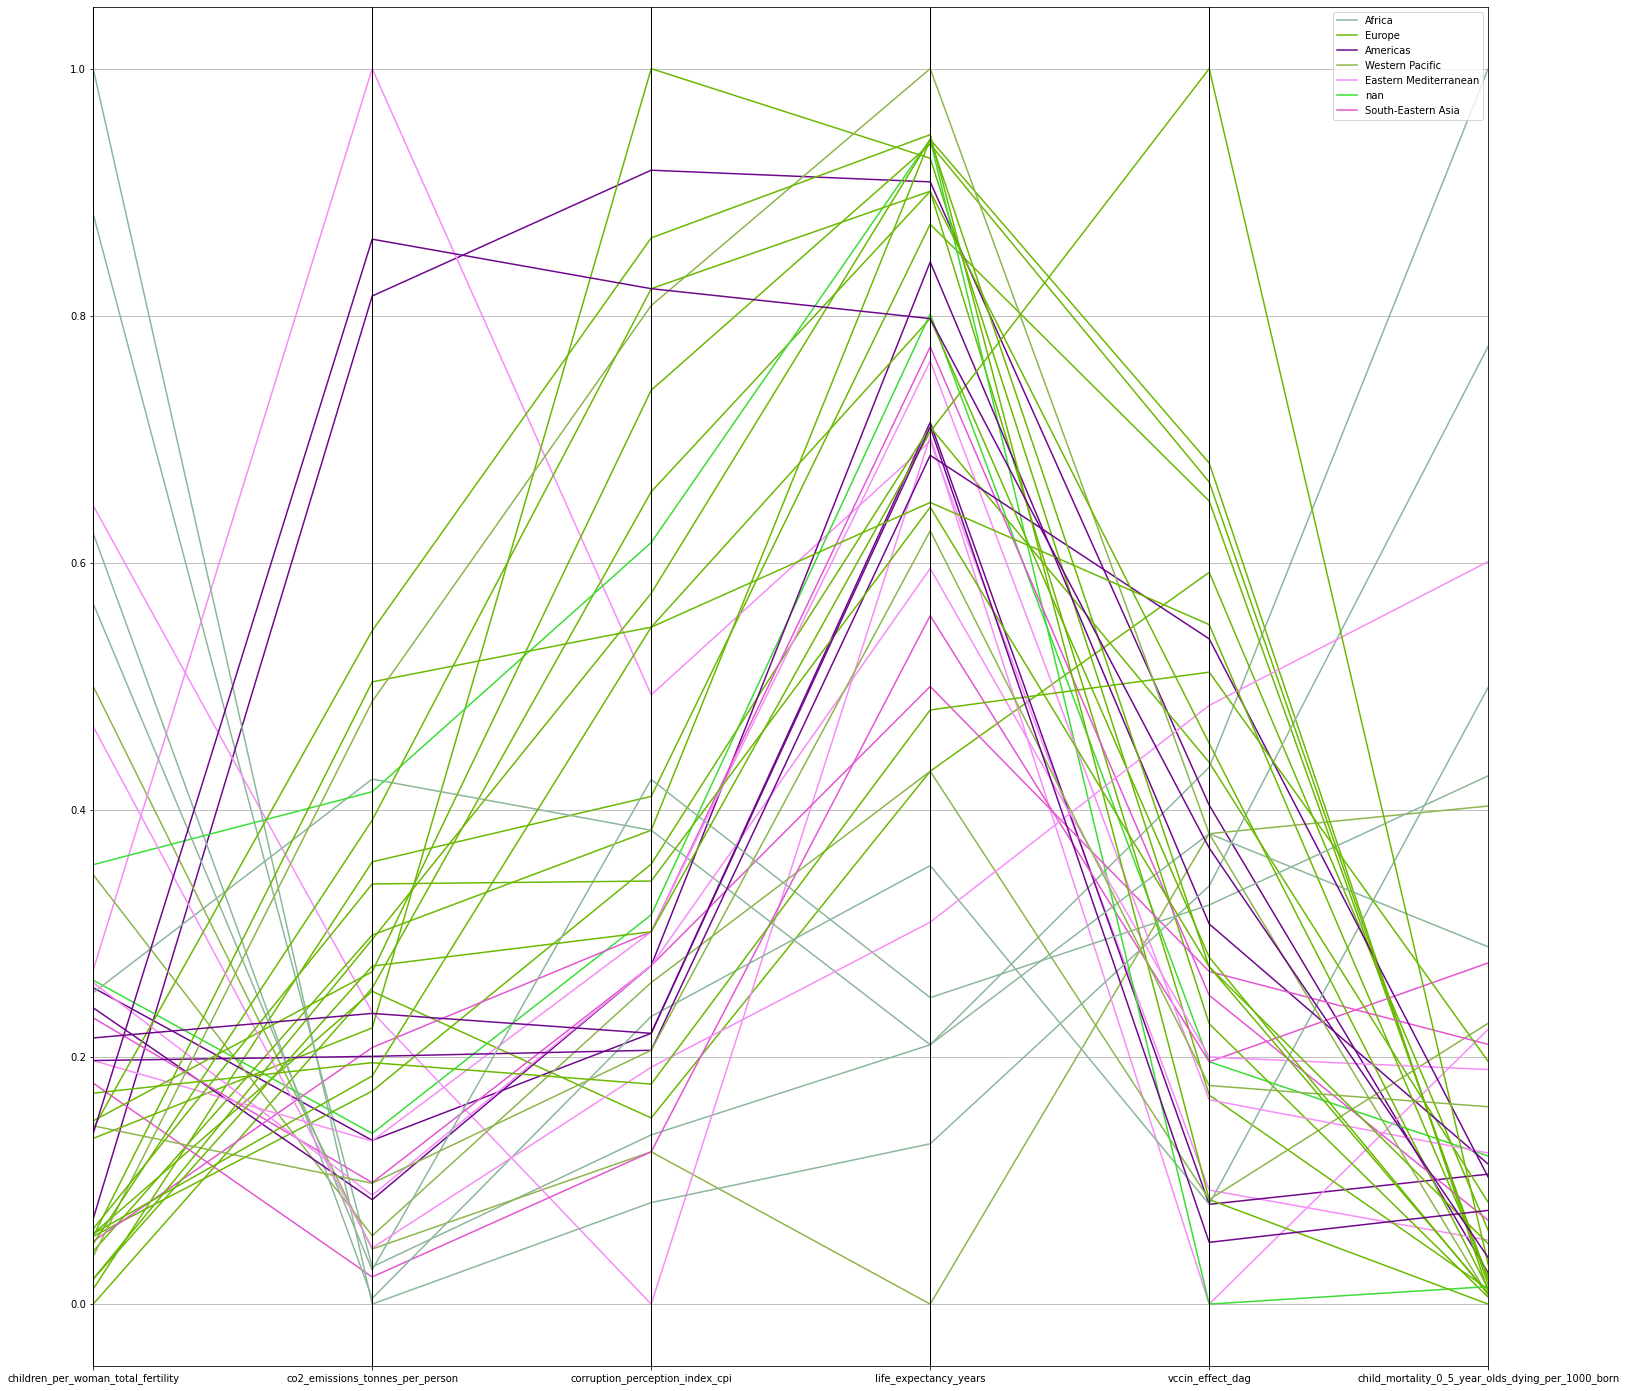 Africa
Europe
Americas
Western Pacific
Eastern Mediterranean
nan
South-Eastern Asia
1.0
0.8
0.6
0.4
0.2
0.0
children_per_woman_total_fertility
co2_emissions_tonnes_per_person
corruption_perception_index_cpi
life_expectancy_years
vccin_effect_dag
child_mortality_0_5_year_olds_dying_per_1000_born